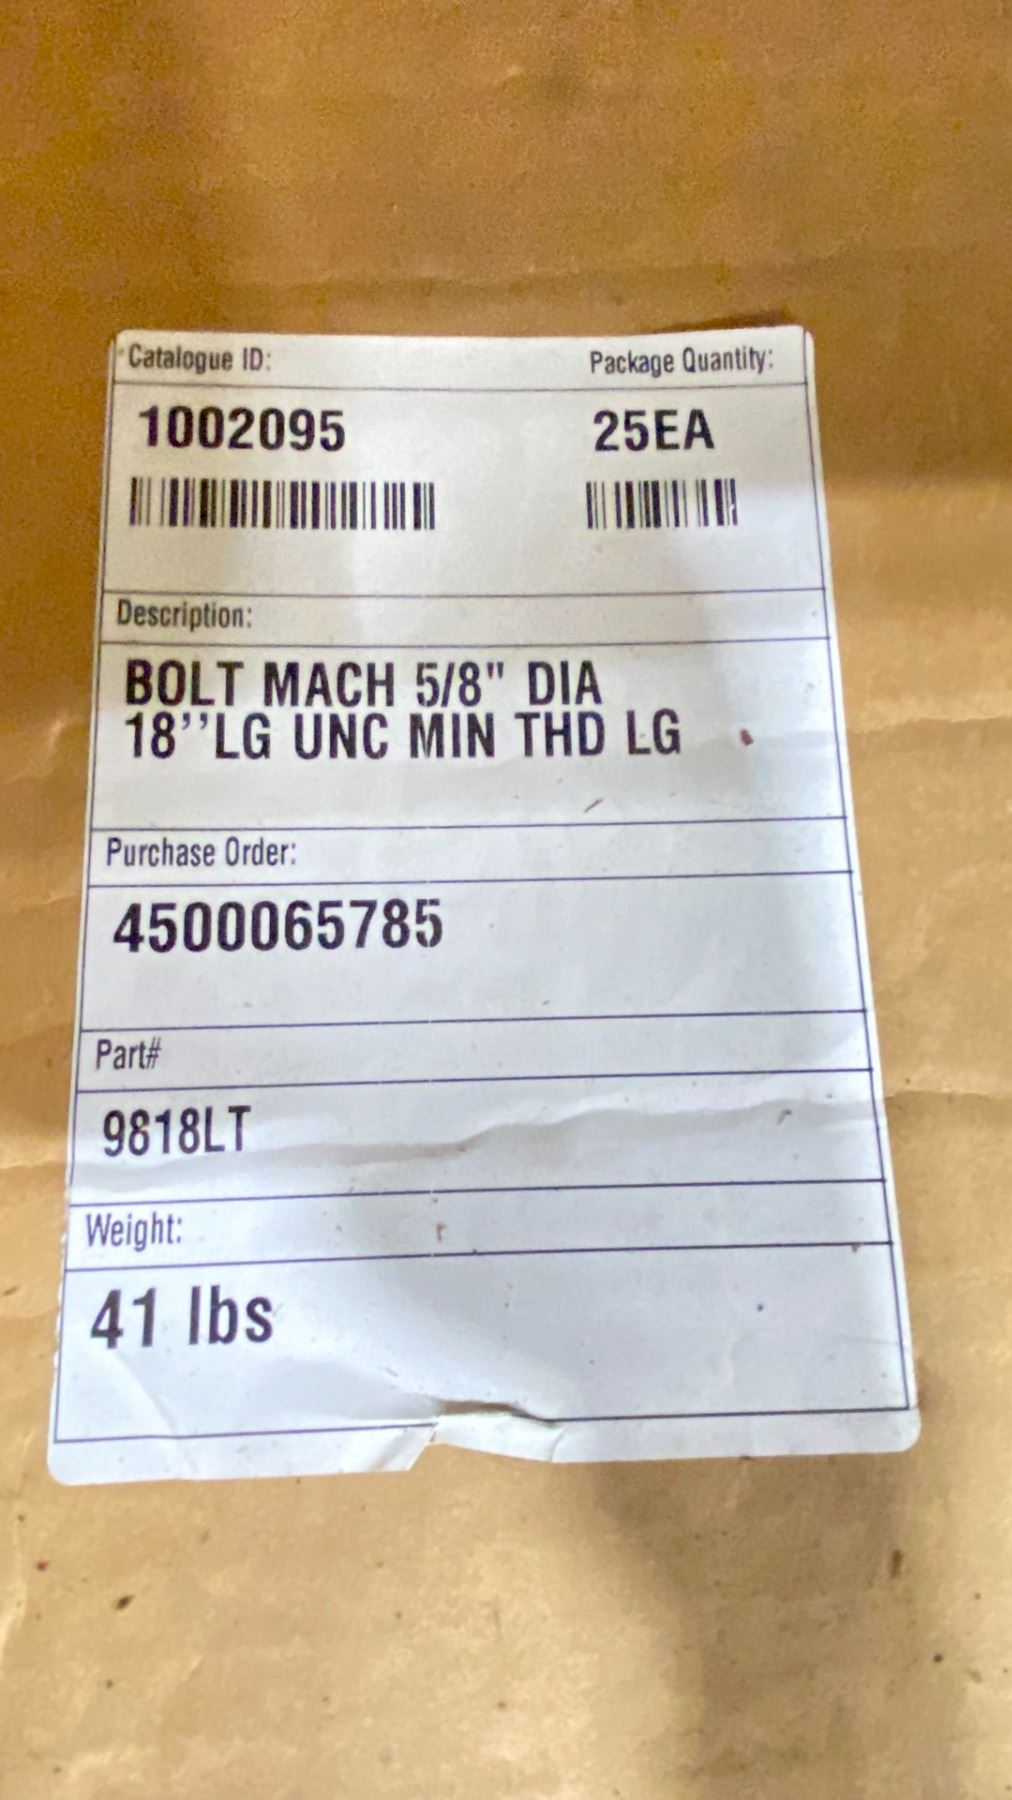 Catalogue ID: Package Quantity:
1002095 25EA
Description:
BOLT MACH 5/8" DIA
18''LG UNC MIN THD LG
Purchase Order:
4500065785
Part#
9818LT
Weight:
41 lbs